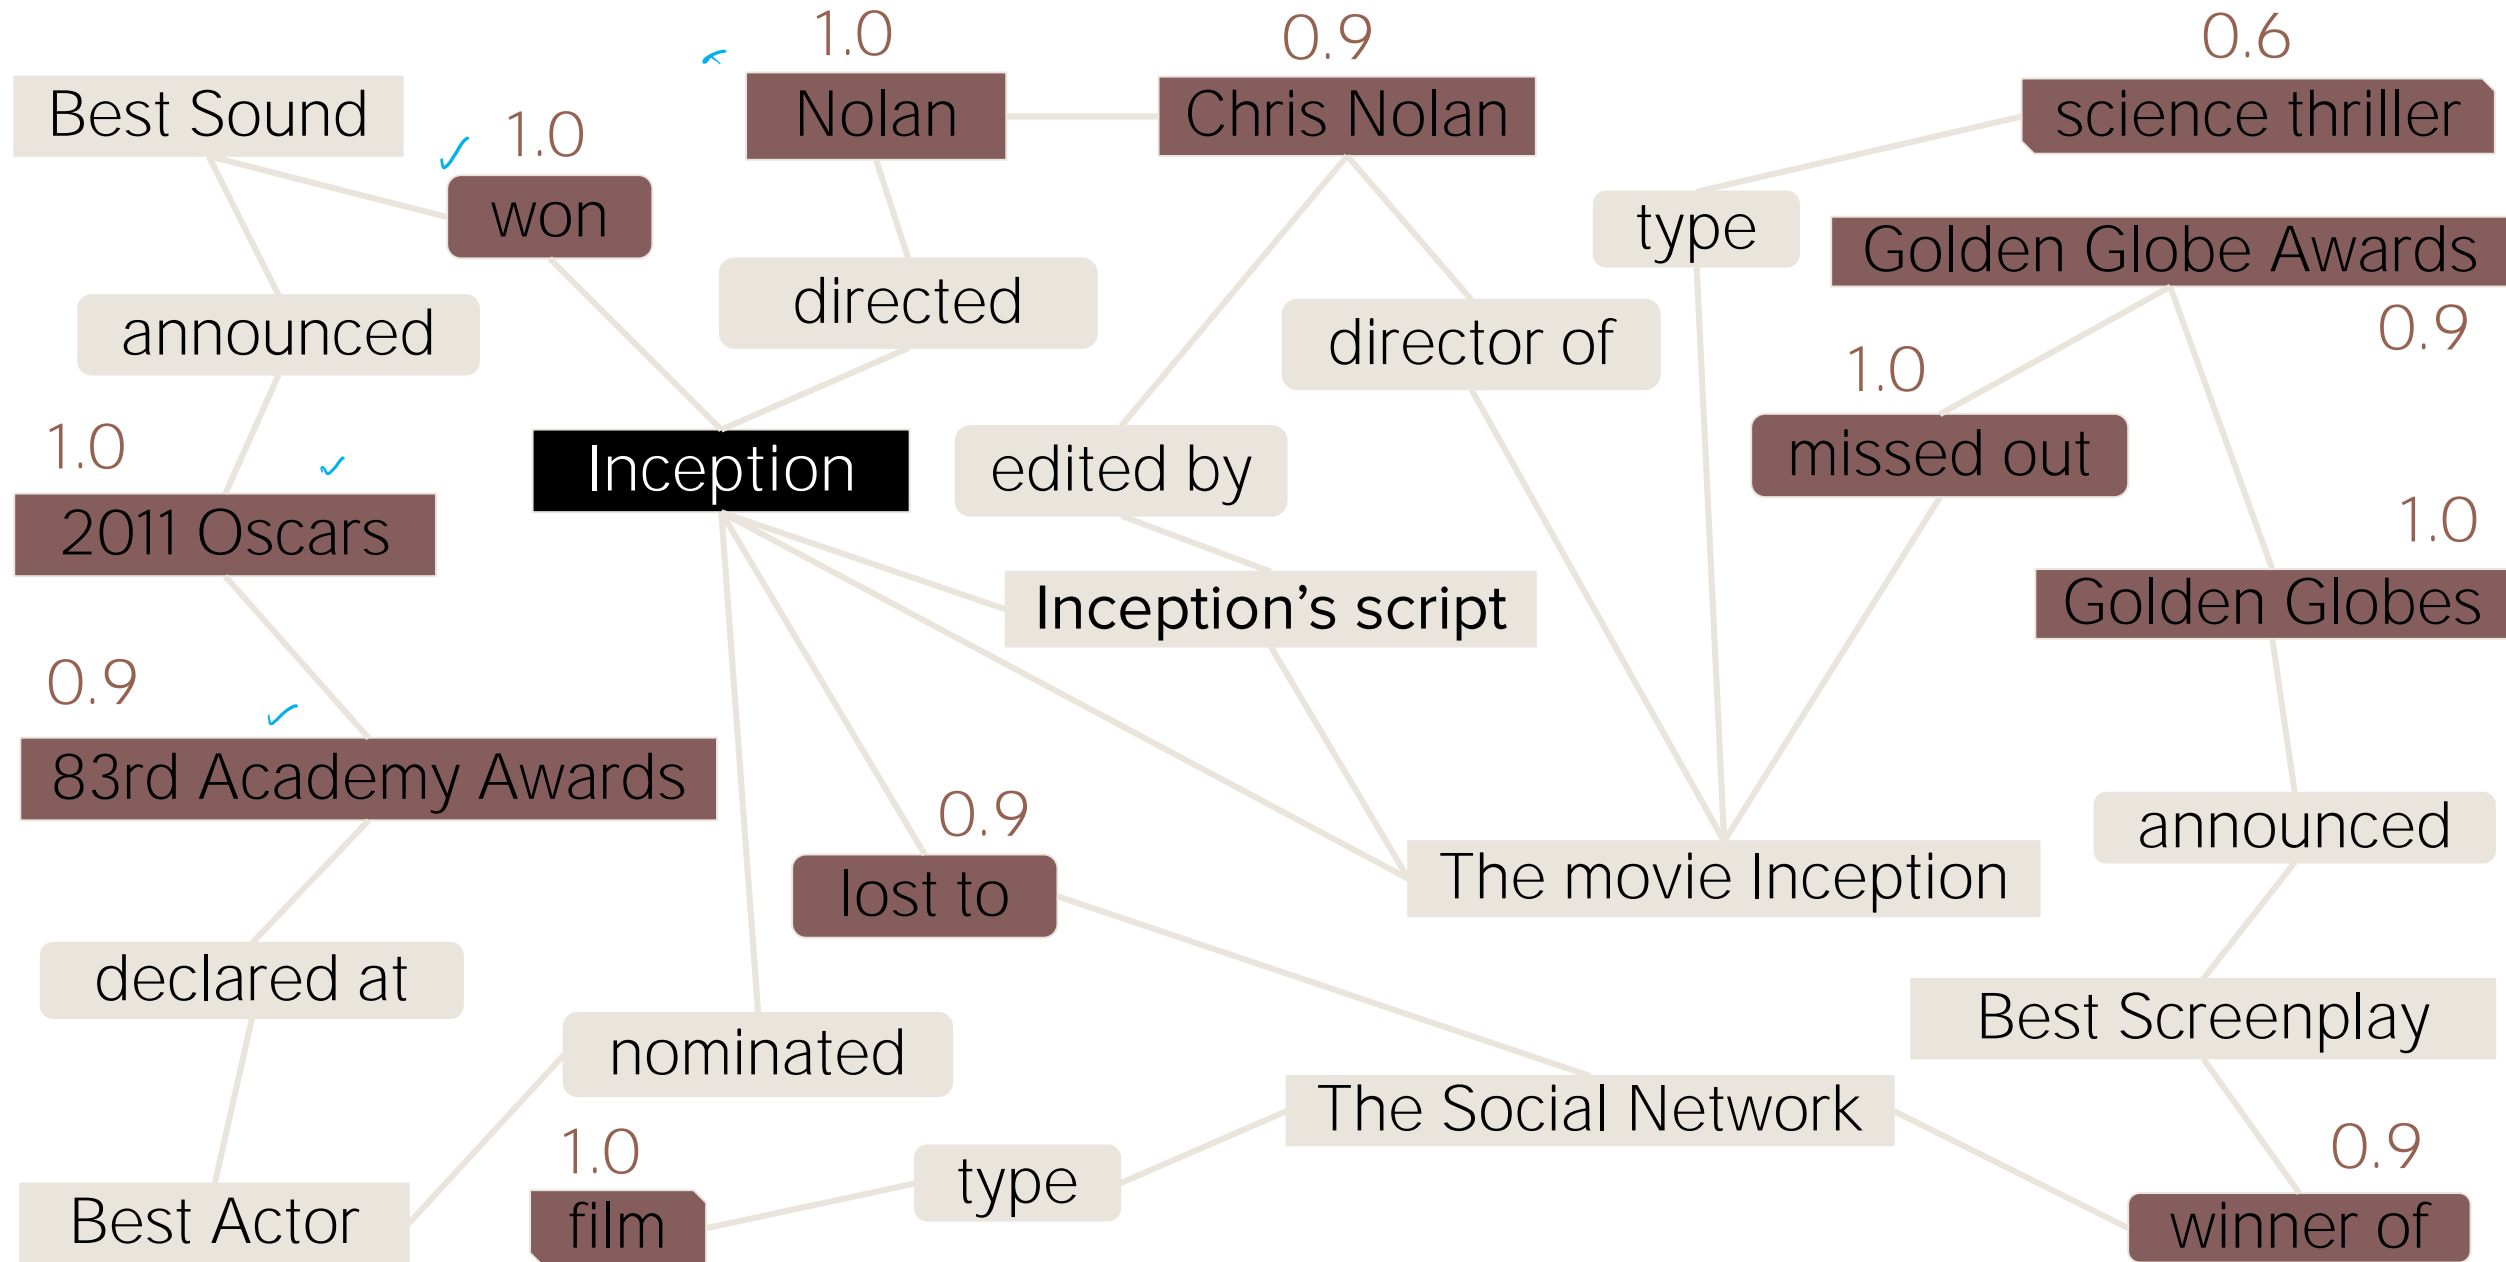 1.0
0.9
0.6
Best Sound
Nolan
Chris Nolan
science thriller
1.0
won
type
Golden Globe Awards
directed
announced
director of
0.9
1.0
1.0
Inception
edited by
missed out
2011 Oscars
1.0
Inception's script
Golden Globes
0.9
83rd Academy Awards
0.9
lost to
The movie Inception
announced
declared at
nominated
Best Screenplay
The Social Network
1.0
type
0.9
Best Actor
film
winner of